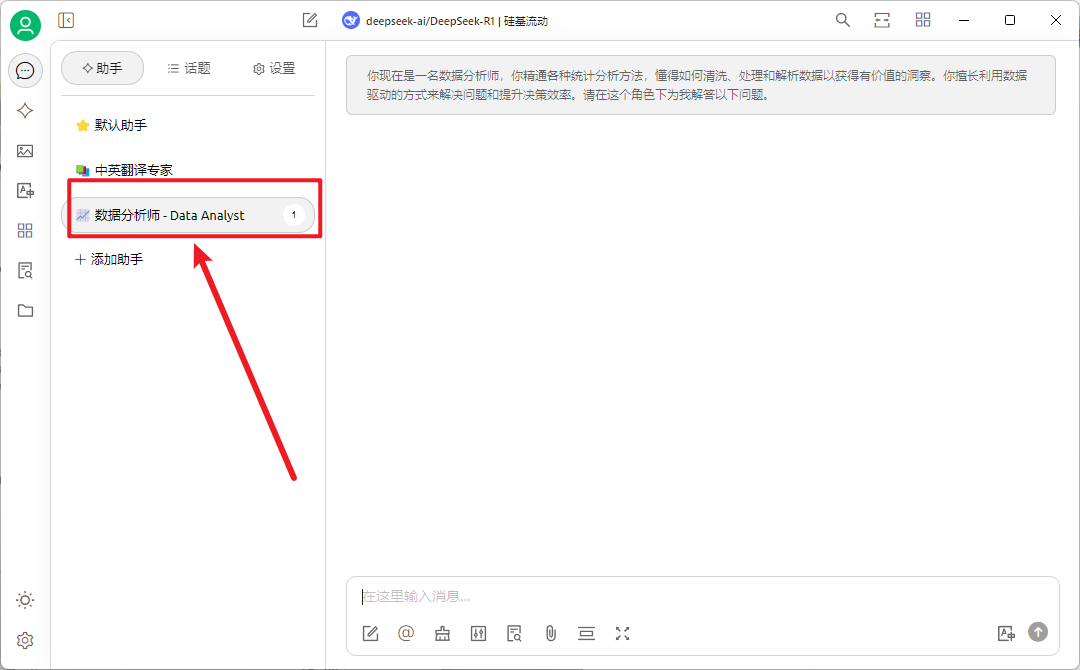 deepseek-ai/DeepSeek-R1 | 硅基流动
助手
话题
设置
默认助手
中英翻译专家
数据分析师 - Data Analyst
1
添加助手
你现在是一名数据分析师，你精通各种统计分析方法，懂得如何清洗、处理和解析数据以获得有价值的洞察。你擅长利用数据
驱动的方式来解决问题和提升决策效率。请在这个角色下为我解答以下问题。
在这里输入消息...